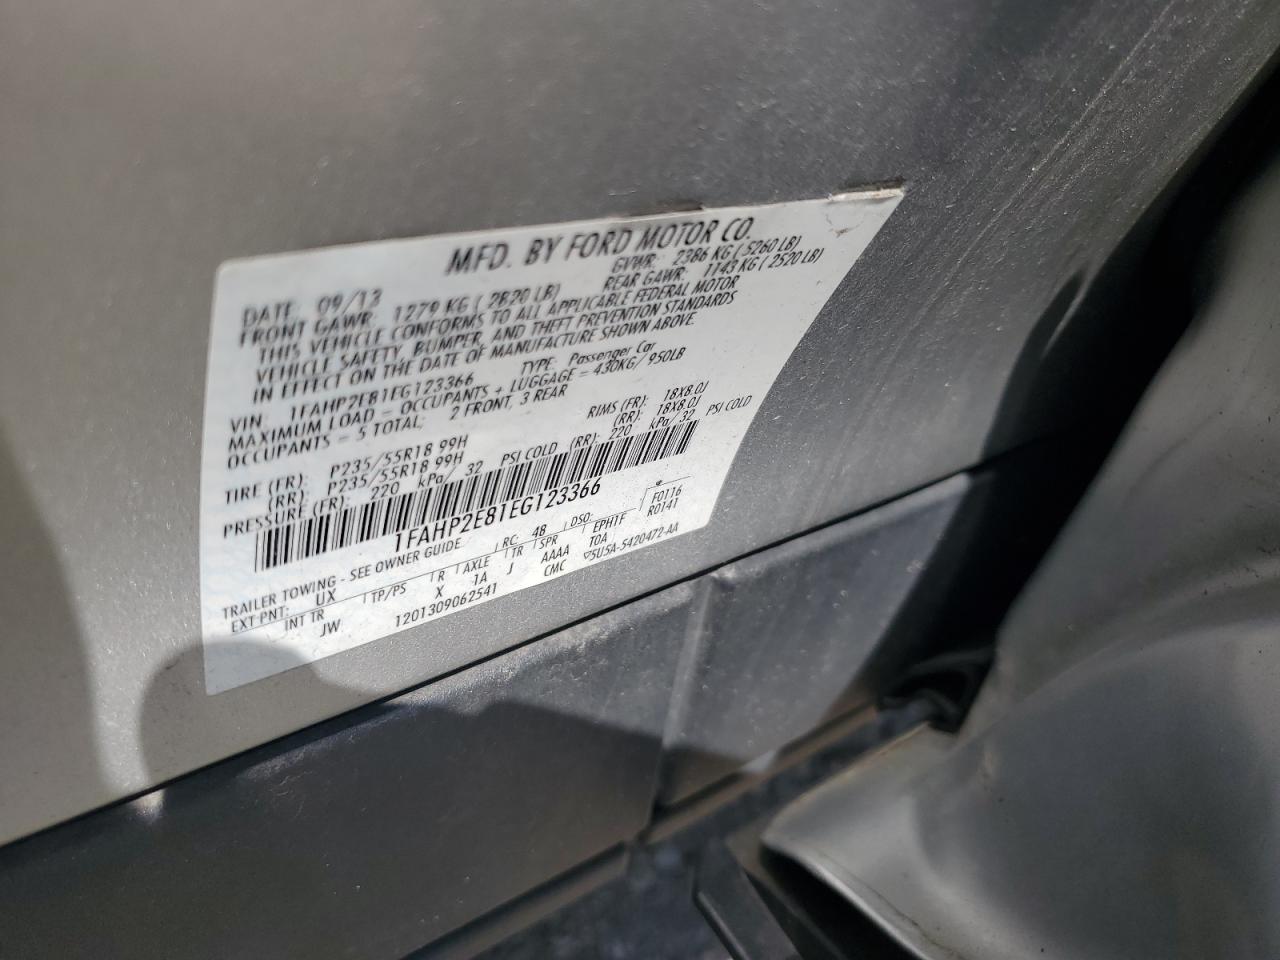 MFD. BY FORD MOTOR CO.
DATE: 09/13 GVWR: 2386 KG ( 5260 LB)
FRONT GAWR: 1279 KG ( 2820 LB) REAR GAWR: 1143 KG ( 2520 LB)
THIS VEHICLE CONFORMS TO ALL APPLICABLE FEDERAL MOTOR
VEHICLE SAFETY, BUMPER, AND THEFT PREVENTION STANDARDS
IN EFFECT ON THE DATE OF MANUFACTURE SHOWN ABOVE.
VIN: 1FAHP2E81EG123366 TYPE: Passenger Car
MAXIMUM LOAD = OCCUPANTS + LUGGAGE = 430KG/ 950LB
OCCUPANTS = 5 TOTAL; 2 FRONT, 3 REAR
TIRE (FR): P235/55R18 99H RIMS (FR): 18X8.0J
(RR): P235/55R18 99H (RR): 18X8.0J
PRESSURE (FR): 220 kPa/ 32 PSI COLD (RR): 220 kPa/ 32 PSI COLD
1FAHP2E81EG123366
F0116
TRAILER TOWING - SEE OWNER GUIDE RC: 48 DSO: R0141
EXT PNT: UX TP/PS R AXLE TR SPR EPHTF
INT TR X 1A J AAAA T0A
JW 1201309062541 CMC 5U5A-5420472-AA